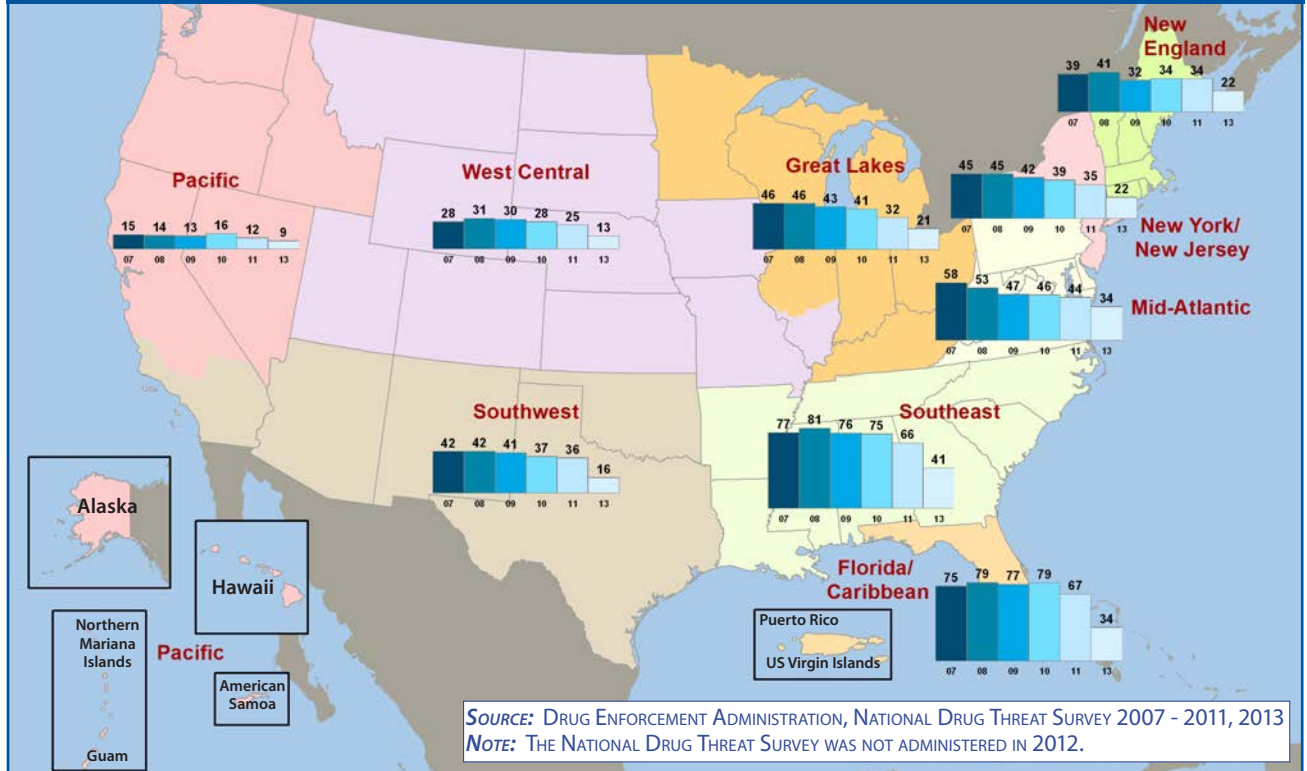 New
England
39 41 32 34 34 22
07 08 09 10 11 13
Pacific
15 14 13 16 12 9
07 08 09 10 11 13
West Central
28 31 30 28 25 13
07 08 09 10 11 13
Great Lakes
46 46 43 41 32 21
07 08 09 10 11 13
45 45 42 39 35 22
07 08 09 10 11 13
New York/
New Jersey
58 53 47 46 44 34
07 08 09 10 11 13
Mid-Atlantic
Southwest
42 42 41 37 36 16
07 08 09 10 11 13
Southeast
77 81 76 75 66 41
07 08 09 10 11 13
Florida/
Caribbean
75 79 77 79 67 34
07 08 09 10 11 13
Alaska
Hawaii
Northern
Mariana
Islands
Guam
Pacific
American
Samoa
Puerto Rico
US Virgin Islands
SOURCE: DRUG ENFORCEMENT ADMINISTRATION, NATIONAL DRUG THREAT SURVEY 2007 - 2011, 2013
NOTE: THE NATIONAL DRUG THREAT SURVEY WAS NOT ADMINISTERED IN 2012.